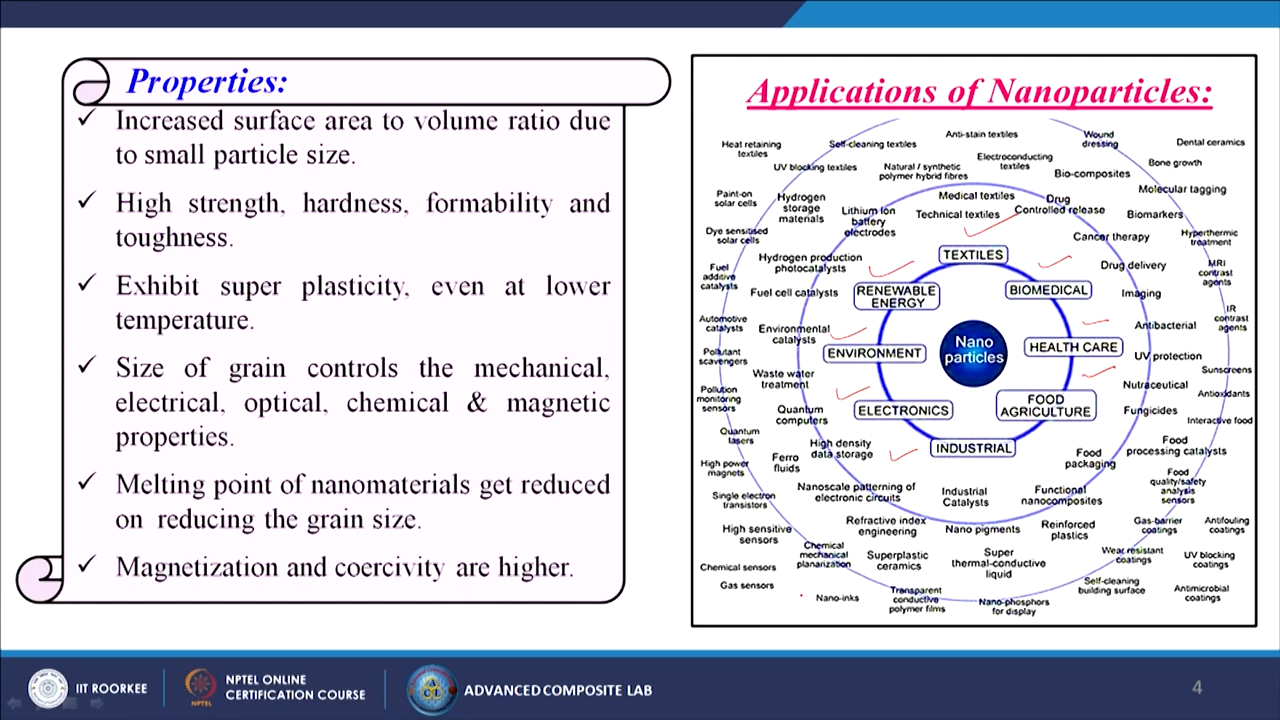 Properties:
✓ Increased surface area to volume ratio due
to small particle size.
✓ High strength, hardness, formability and
toughness.
✓ Exhibit super plasticity, even at lower
temperature.
✓ Size of grain controls the mechanical,
electrical, optical, chemical & magnetic
properties.
✓ Melting point of nanomaterials get reduced
on reducing the grain size.
✓ Magnetization and coercivity are higher.
Applications of Nanoparticles:
Heat retaining
textiles
Self-cleaning textiles
Anti-stain textiles
Wound
dressing
Dental ceramics
UV blocking textiles
Natural / synthetic
polymer hybrid fibres
Electroconducting
textiles
Bio-composites
Bone growth
Molecular tagging
Paint-on
solar cells
Hydrogen
storage
materials
Lithium Ion
battery
electrodes
Medical textiles
Technical textiles
Drug
Controlled release
Biomarkers
Dye sensitised
solar cells
Cancer therapy
Hyperthermic
treatment
Hydrogen production
photocatalysts
TEXTILES
Drug delivery
Fuel
additive
catalysts
MRI
contrast
agents
Fuel cell catalysts
RENEWABLE
ENERGY
BIOMEDICAL
Imaging
Automotive
catalysts
Environmental
catalysts
IR
contrast
agents
Antibacterial
Nano
particles
Pollutant
scavengers
ENVIRONMENT
HEALTH CARE
UV protection
Sunscreens
Waste water
treatment
Nutraceutical
Antioxidants
Pollution
monitoring
sensors
Quantum
computers
ELECTRONICS
FOOD
AGRICULTURE
Fungicides
Interactive food
Quantum
lasers
High density
data storage
INDUSTRIAL
Food
processing catalysts
High power
magnets
Ferro
fluids
Food
packaging
Food
quality/safety
analysis
sensors
Single electron
transistors
Nanoscale patterning of
electronic circuits
Industrial
Catalysts
Functional
nanocomposites
High sensitive
sensors
Refractive index
engineering
Nano pigments
Reinforced
plastics
Gas-barrier
coatings
Antifouling
coatings
Chemical sensors
Chemical
mechanical
planarization
Superplastic
ceramics
Super
thermal-conductive
liquid
Wear resistant
coatings
UV blocking
coatings
Gas sensors
Nano-inks
Transparent
conductive
polymer films
Nano-phosphors
for display
Self-cleaning
building surface
Antimicrobial
coatings
IIT ROORKEE
NPTEL
NPTEL ONLINE
CERTIFICATION COURSE
ADVANCED COMPOSITE LAB
4